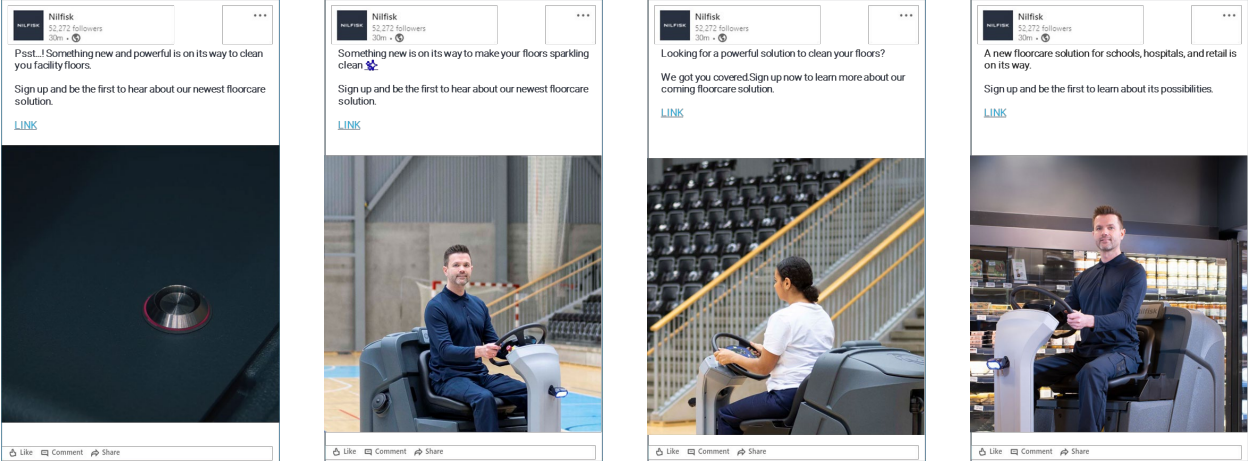 NILFISK
Nilfisk
52,272 followers
30m •
Psst...! Something new and powerful is on its way to clean
you facility floors.
Sign up and be the first to hear about our newest floorcare
solution.
LINK
Like Comment Share
NILFISK
Nilfisk
52,272 followers
30m •
Something new is on its way to make your floors sparkling
clean
Sign up and be the first to hear about our newest floorcare
solution.
LINK
Like Comment Share
NILFISK
Nilfisk
52,272 followers
30m •
Looking for a powerful solution to clean your floors?
We got you covered.Sign up now to learn more about our
coming floorcare solution.
LINK
Like Comment Share
NILFISK
Nilfisk
52,272 followers
30m •
A new floorcare solution for schools, hospitals, and retail is
on its way.
Sign up and be the first to learn about its possibilities.
LINK
Like Comment Share